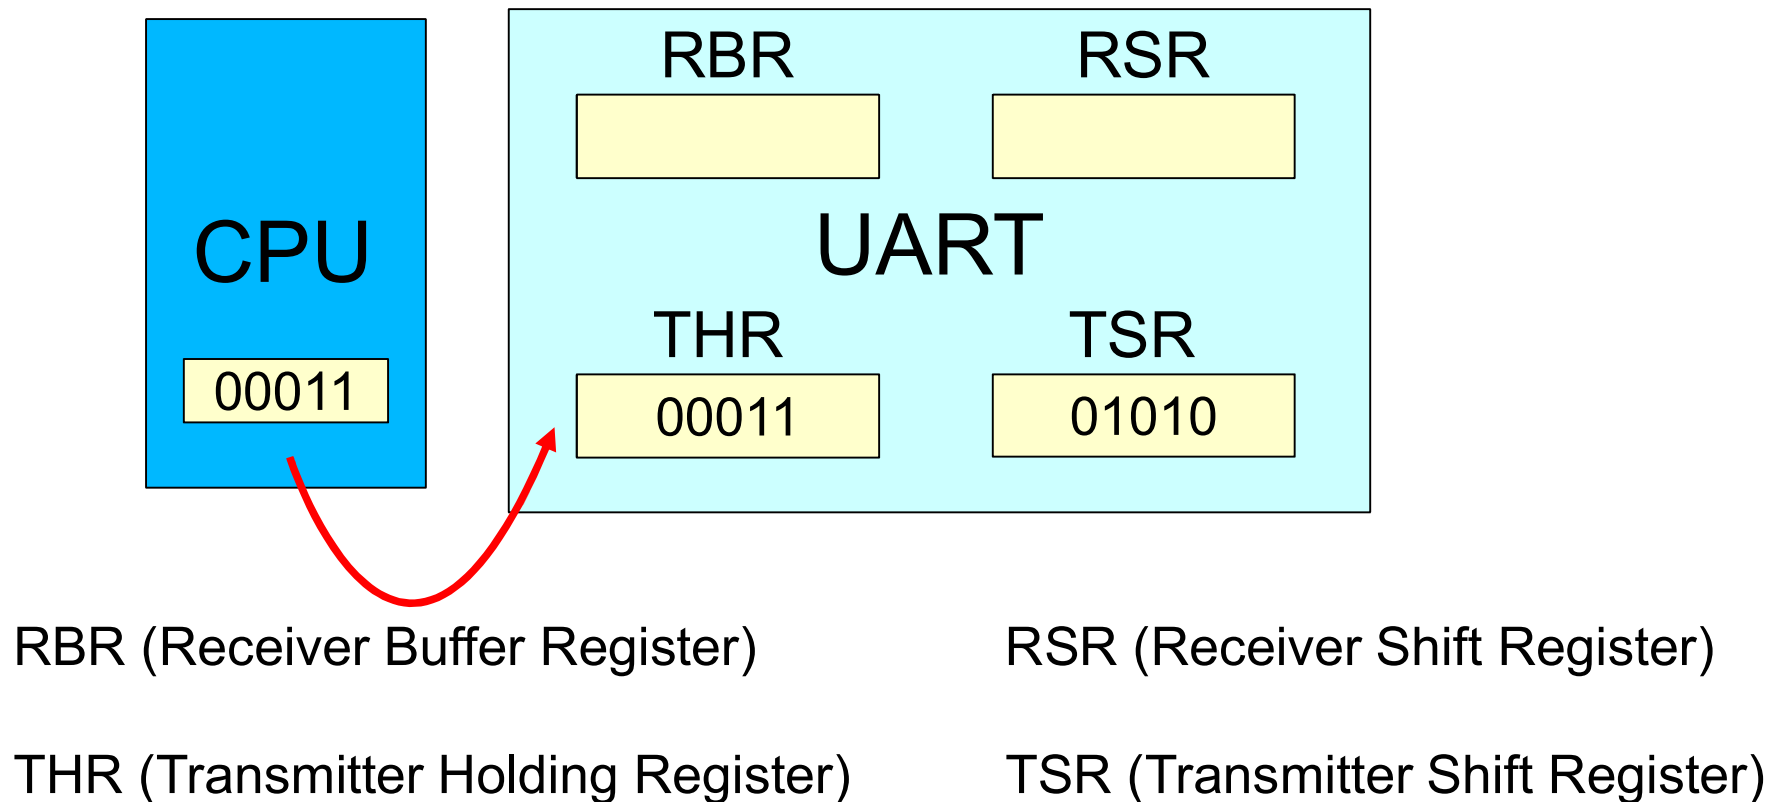 RBR RSR
CPU UART
THR TSR
00011 00011 01010
RBR (Receiver Buffer Register) RSR (Receiver Shift Register)
THR (Transmitter Holding Register) TSR (Transmitter Shift Register)